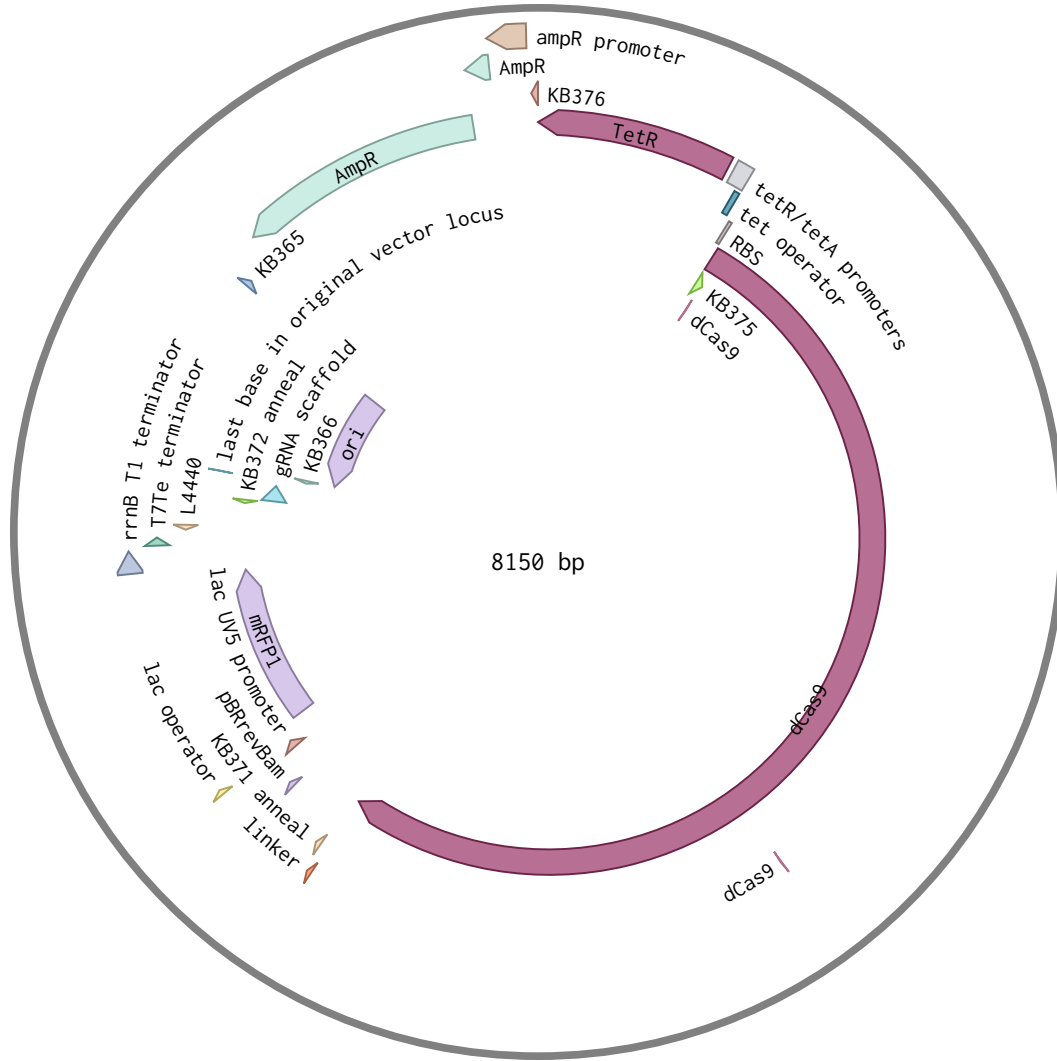 ampR promoter
AmpR
KB376
TetR
AmpR
tetR/tetA promoters
tet operator
RBS
KB375
dCas9
KB365
last base in original vector locus
KB372 anneal
gRNA scaffold
KB366
ori
rrnB T1 terminator
T7Te terminator
L4440
8150 bp
lac UV5 promoter
mRFP1
lac operator
pBRrevBam
KB371 anneal
linker
dCas9
dCas9